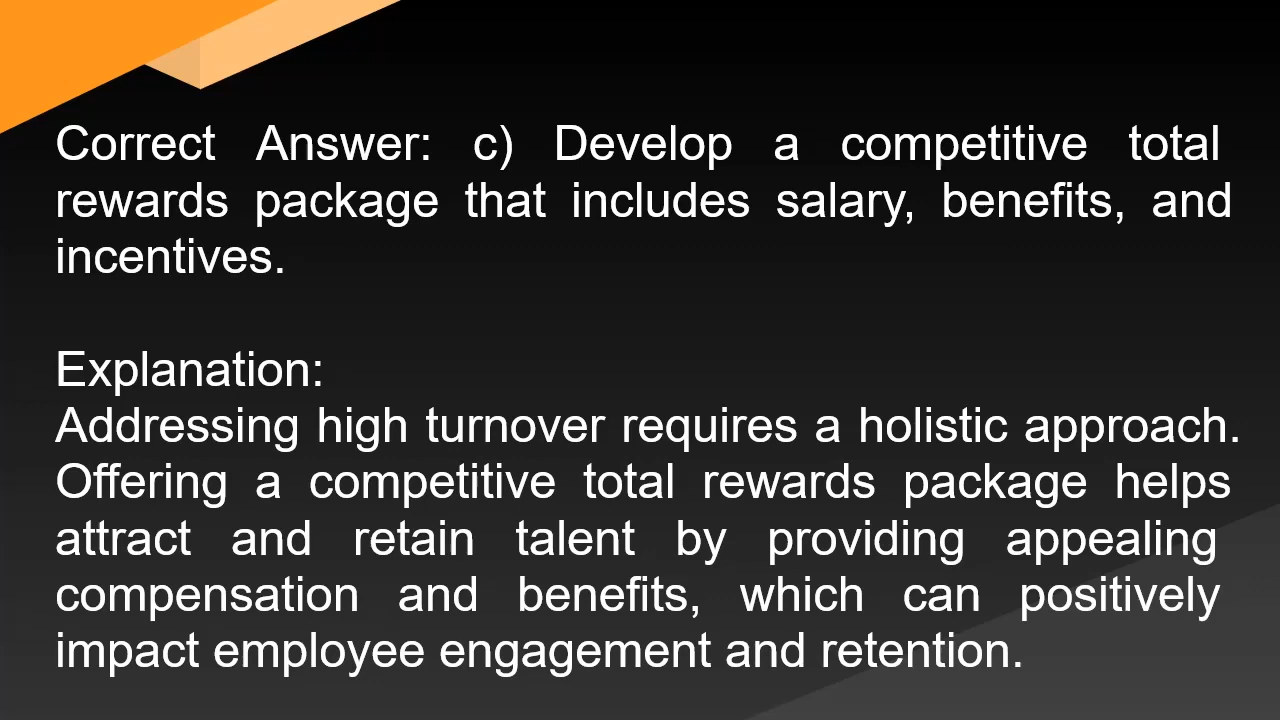 Correct Answer: c) Develop a competitive total
rewards package that includes salary, benefits, and
incentives.
Explanation:
Addressing high turnover requires a holistic approach.
Offering a competitive total rewards package helps
attract and retain talent by providing appealing
compensation and benefits, which can positively
impact employee engagement and retention.